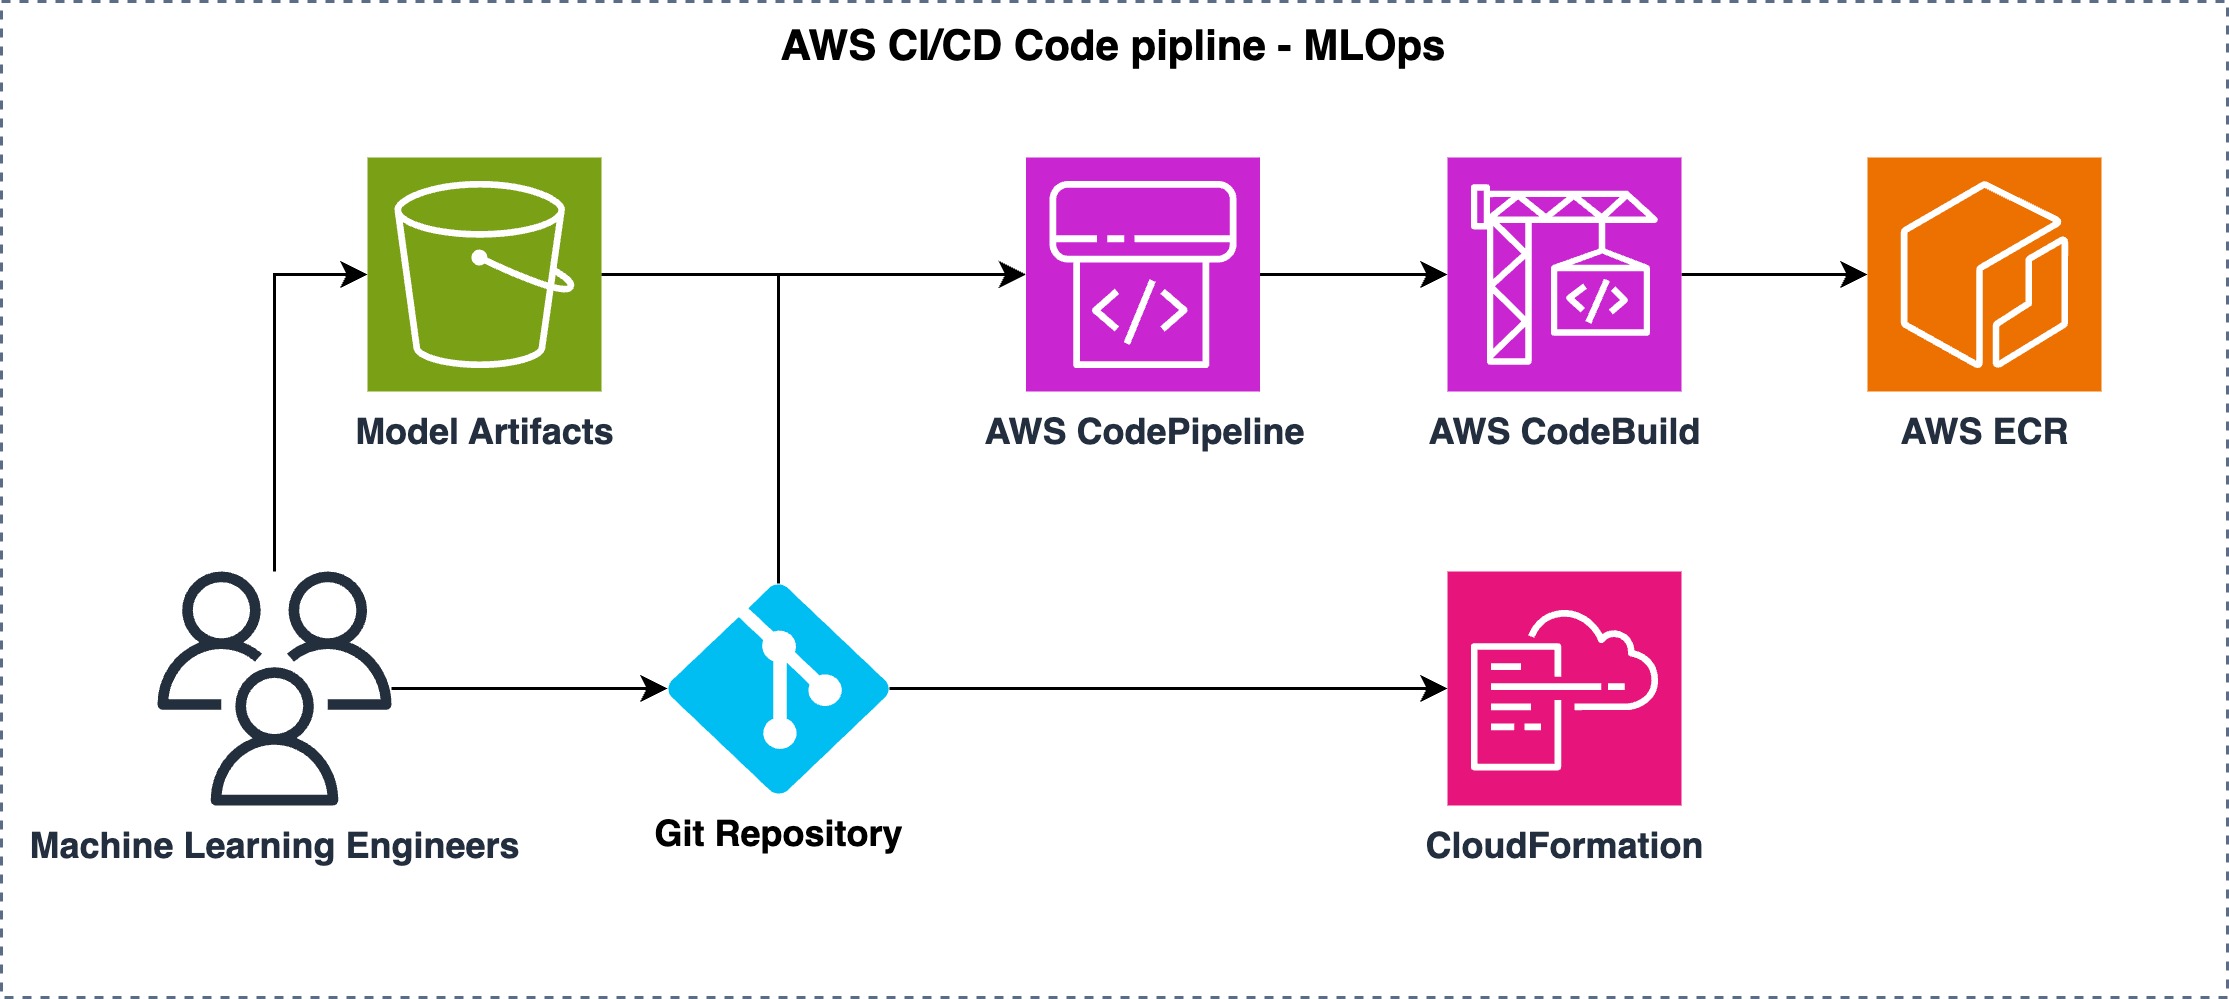 AWS CI/CD Code pipline - MLOps
</>
</>
Model Artifacts
AWS CodePipeline
AWS CodeBuild
AWS ECR
Machine Learning Engineers
Git Repository
CloudFormation